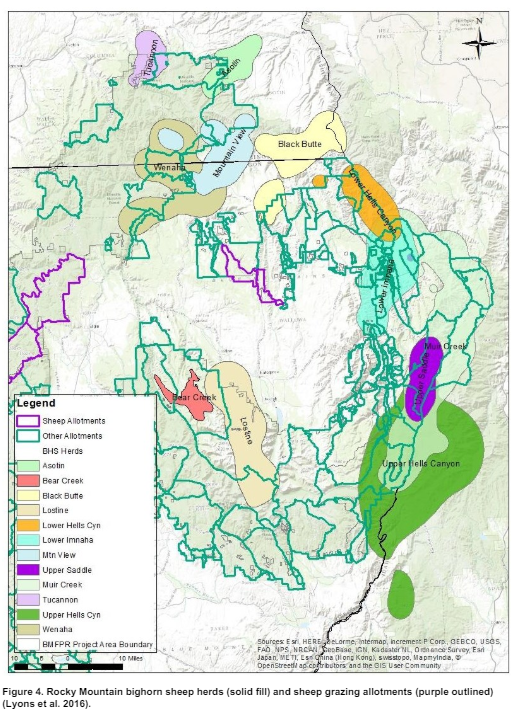 N
Tucannon
Asotin
Black Butte
Mountain View
Wenaha
Lower Hells Canyon
Lower Imnaha
Muir Creek
Upper Saddle
Bear Creek
Lostine
Upper Hells Canyon
Legend
Sheep Allotments
Other Allotments
BHS Herds
Asotin
Bear Creek
Black Butte
Lostine
Lower Hells Cyn
Lower Imnaha
Mtn View
Upper Saddle
Muir Creek
Tucannon
Upper Hells Cyn
Wenaha
BMFPR Project Area Boundary
10 5 0 10 Miles
Sources: Esri, HERE, DeLorme, Intermap, increment P Corp., GEBCO, USGS,
FAO, NPS, NRCAN, GeoBase, IGN, Kadaster NL, Ordnance Survey, Esri
Japan, METI, Esri China (Hong Kong), swisstopo, MapmyIndia, ©
OpenStreetMap contributors, and the GIS User Community
Figure 4. Rocky Mountain bighorn sheep herds (solid fill) and sheep grazing allotments (purple outlined)
(Lyons et al. 2016).